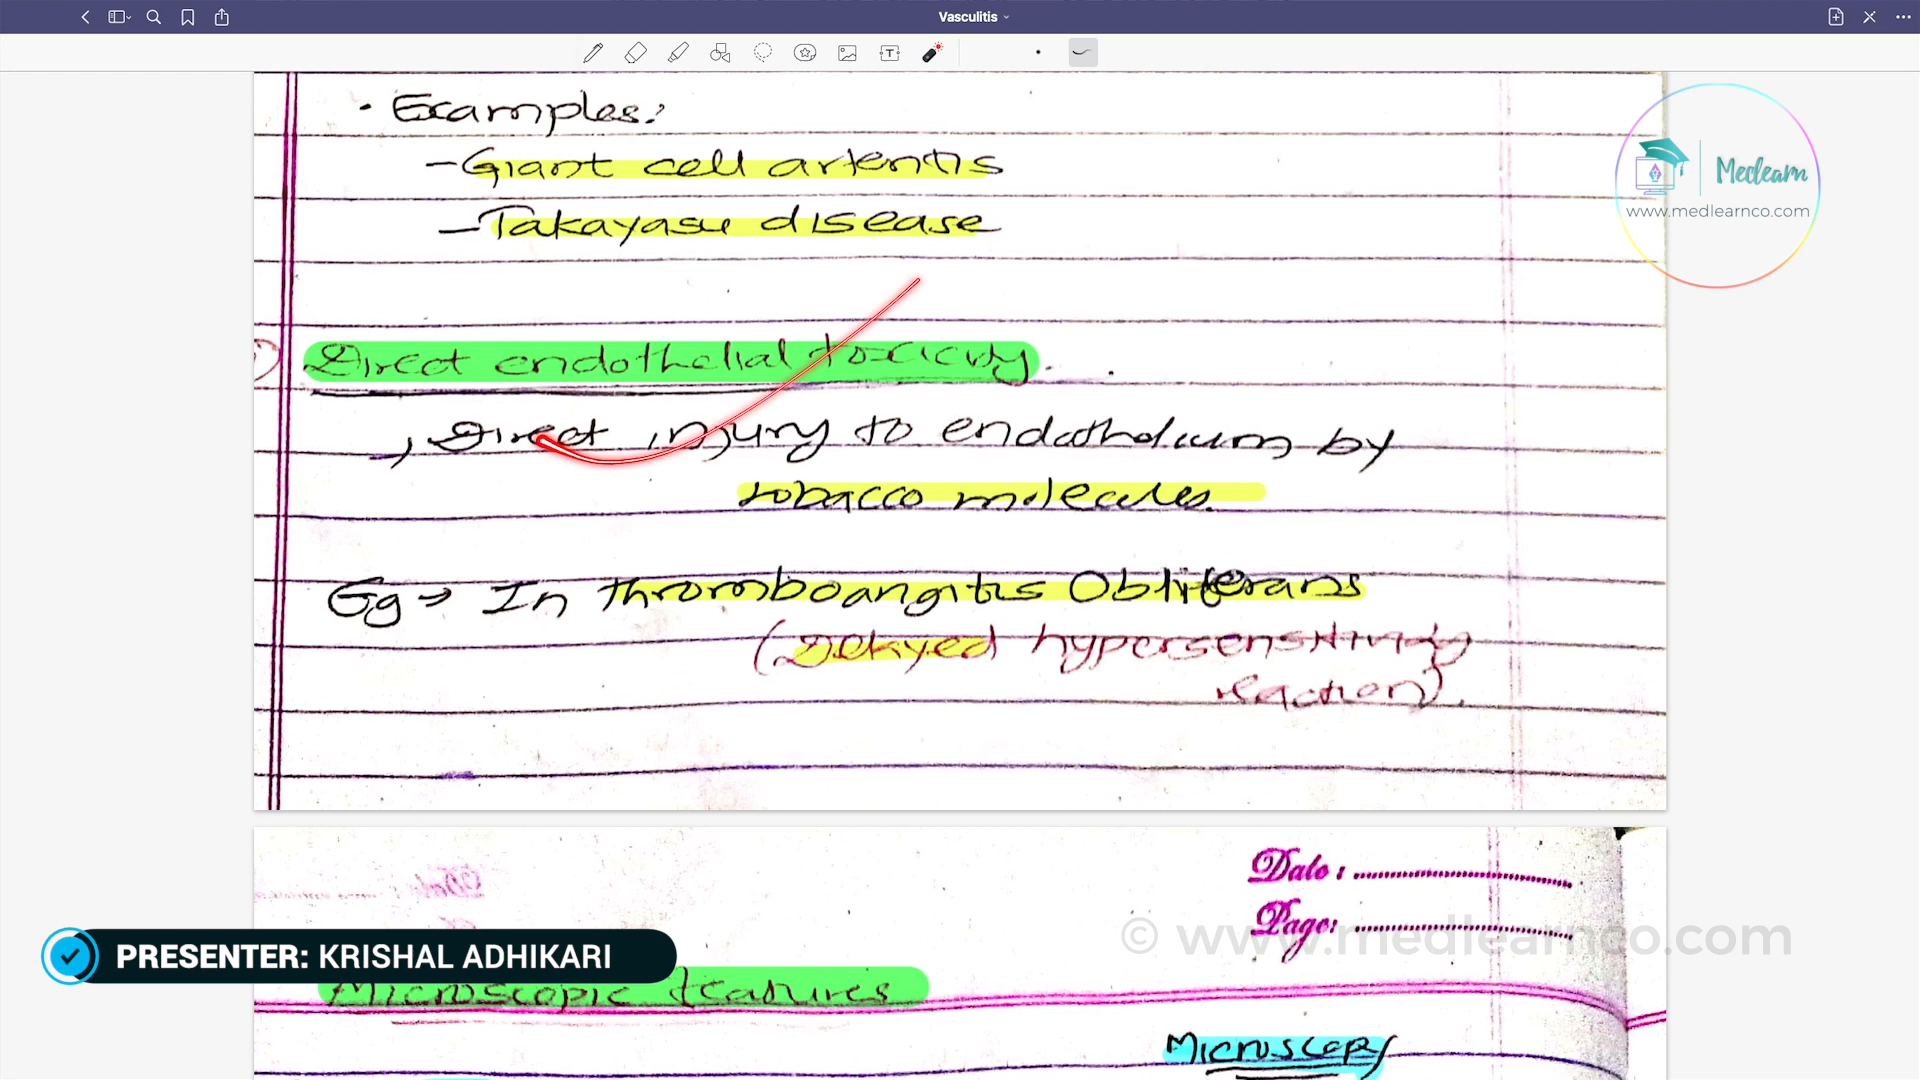 Vasculitis
• Examples:
- Giant cell arteritis
- Takayasu disease
Medlearn
www.medlearnco.com
Direct endothelial toxicity.
, Direct injury to endothelium by
tobacco molecules.
Eg → In Thromboangitis Obliterans
(Delayed hypersensitivity
reaction).
Date :
Page:
© www.medlearnco.com
PRESENTER: KRISHAL ADHIKARI
Microscopic features
Microscopy